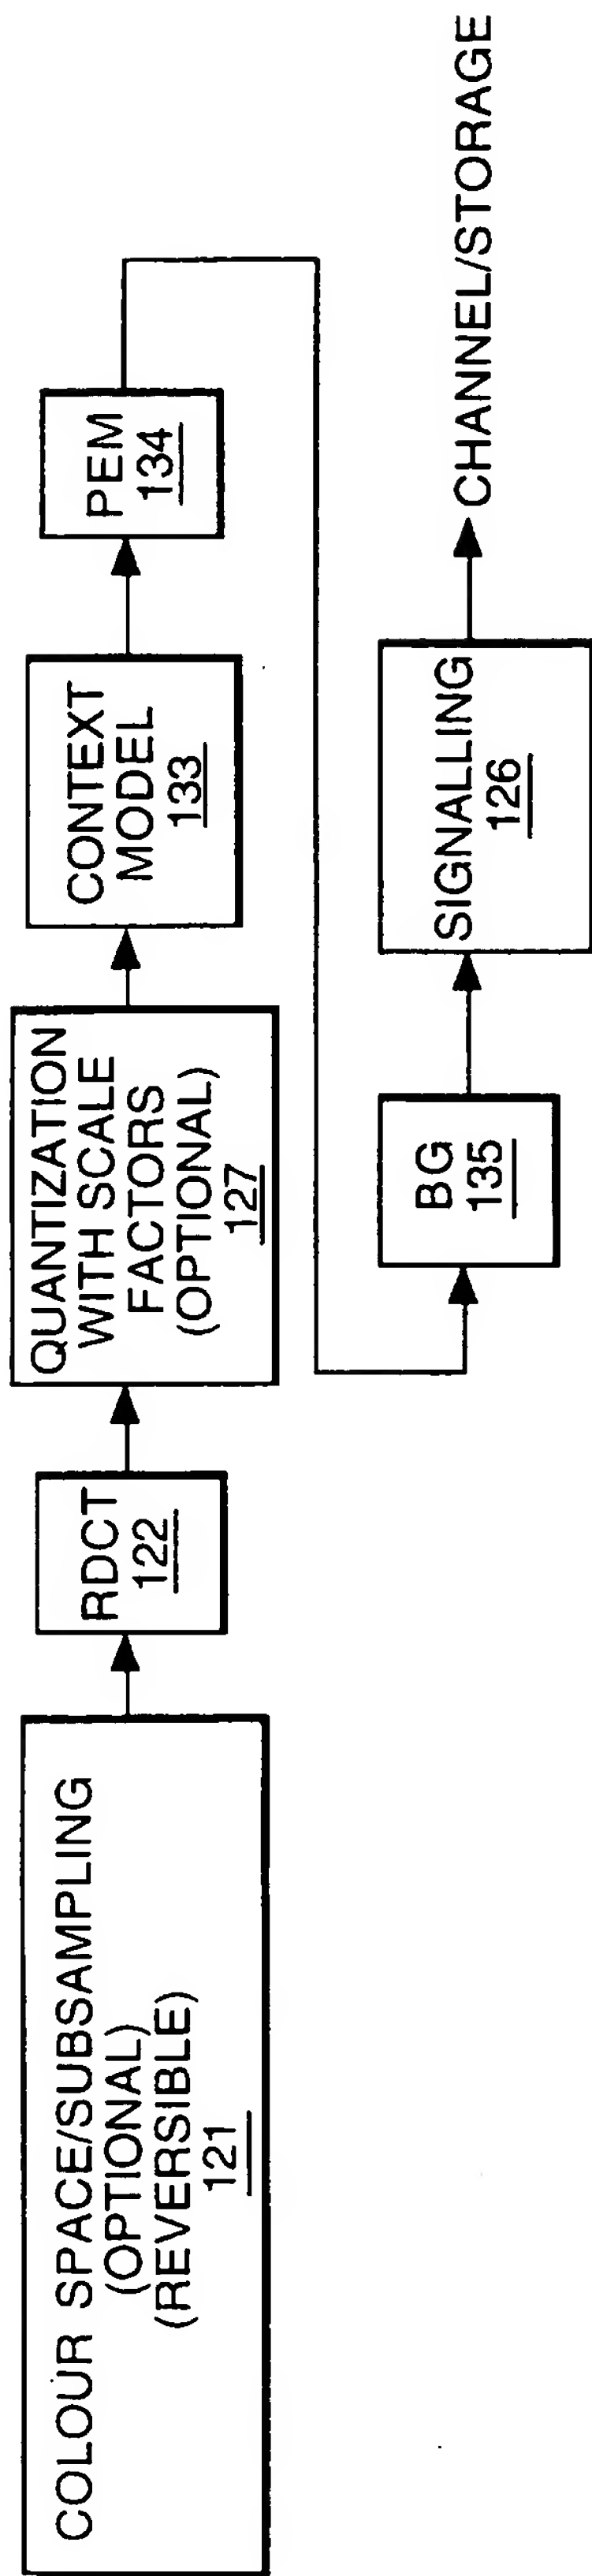 COLOUR SPACE/SUBSAMPLING
(OPTIONAL)
(REVERSIBLE)
121
RDCT
122
QUANTIZATION
WITH SCALE
FACTORS
(OPTIONAL)
127
CONTEXT
MODEL
133
PEM
134
BG
135
SIGNALLING
126
CHANNEL/STORAGE